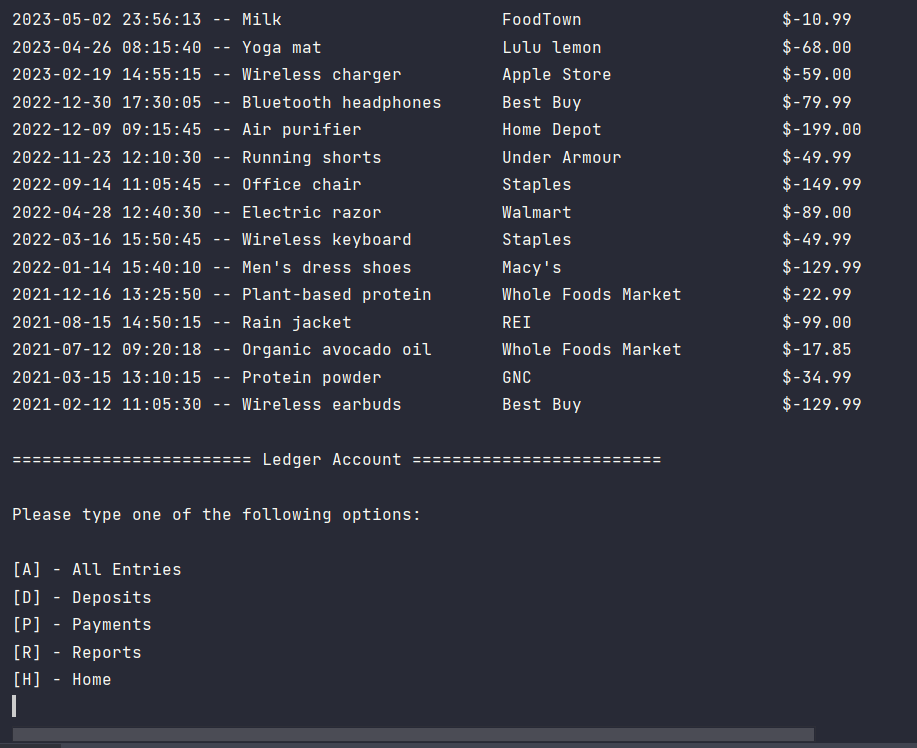 2023-05-02 23:56:13 -- Milk                      FoodTown                    $-10.99
2023-04-26 08:15:40 -- Yoga mat                  Lulu lemon                  $-68.00
2023-02-19 14:55:15 -- Wireless charger          Apple Store                 $-59.00
2022-12-30 17:30:05 -- Bluetooth headphones      Best Buy                    $-79.99
2022-12-09 09:15:45 -- Air purifier              Home Depot                  $-199.00
2022-11-23 12:10:30 -- Running shorts            Under Armour                $-49.99
2022-09-14 11:05:45 -- Office chair              Staples                     $-149.99
2022-04-28 12:40:30 -- Electric razor            Walmart                     $-89.00
2022-03-16 15:50:45 -- Wireless keyboard         Staples                     $-49.99
2022-01-14 15:40:10 -- Men's dress shoes         Macy's                      $-129.99
2021-12-16 13:25:50 -- Plant-based protein       Whole Foods Market          $-22.99
2021-08-15 14:50:15 -- Rain jacket               REI                         $-99.00
2021-07-12 09:20:18 -- Organic avocado oil       Whole Foods Market          $-17.85
2021-03-15 13:10:15 -- Protein powder            GNC                         $-34.99
2021-02-12 11:05:30 -- Wireless earbuds          Best Buy                    $-129.99
======================== Ledger Account =========================
Please type one of the following options:
[A] - All Entries
[D] - Deposits
[P] - Payments
[R] - Reports
[H] - Home